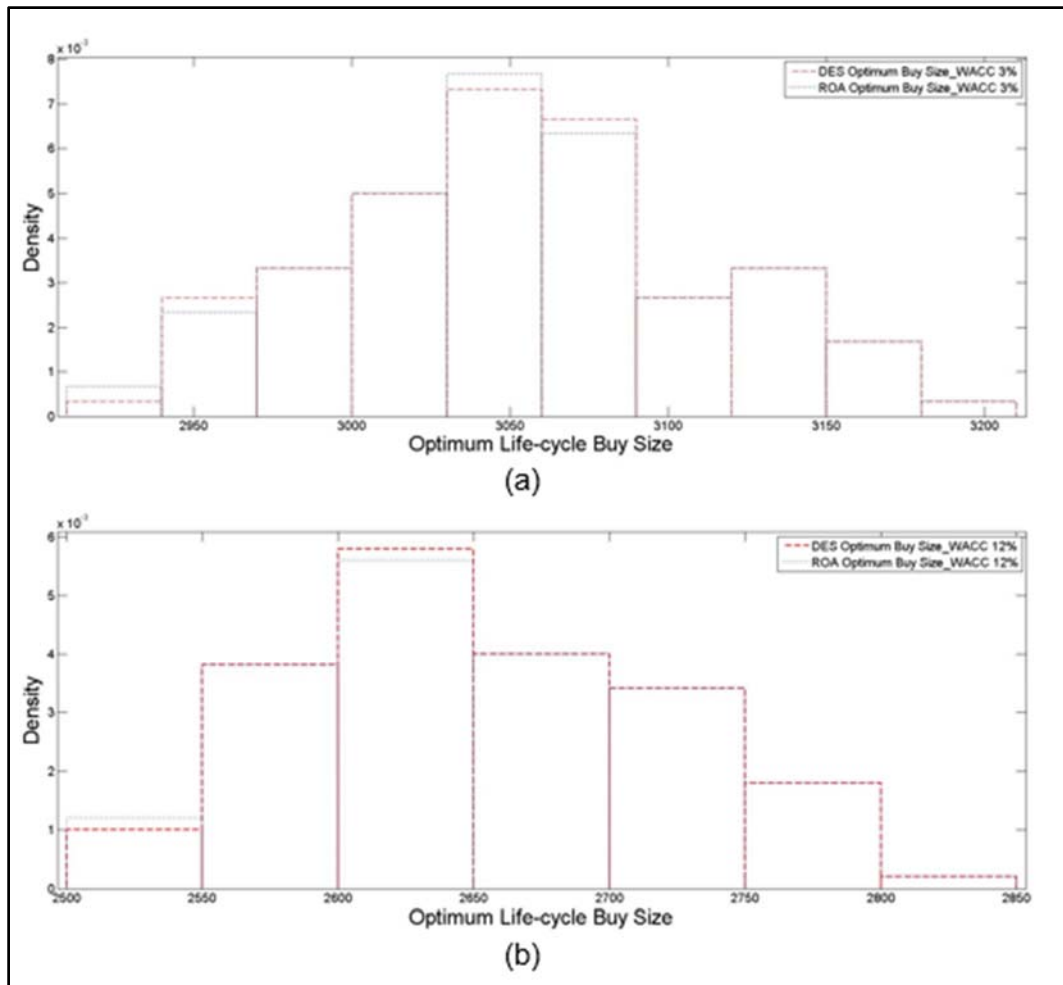 × 10⁻³
8
7
6
5
4
3
2
1
0
Density
DES Optimum Buy Size_WACC 3%
ROA Optimum Buy Size_WACC 3%
2950 3000 3050 3100 3150 3200
Optimum Life-cycle Buy Size
(a)
× 10⁻³
6
5
4
3
2
1
0
Density
DES Optimum Buy Size_WACC 12%
ROA Optimum Buy Size_WACC 12%
2500 2550 2600 2650 2700 2750 2800 2850
Optimum Life-cycle Buy Size
(b)